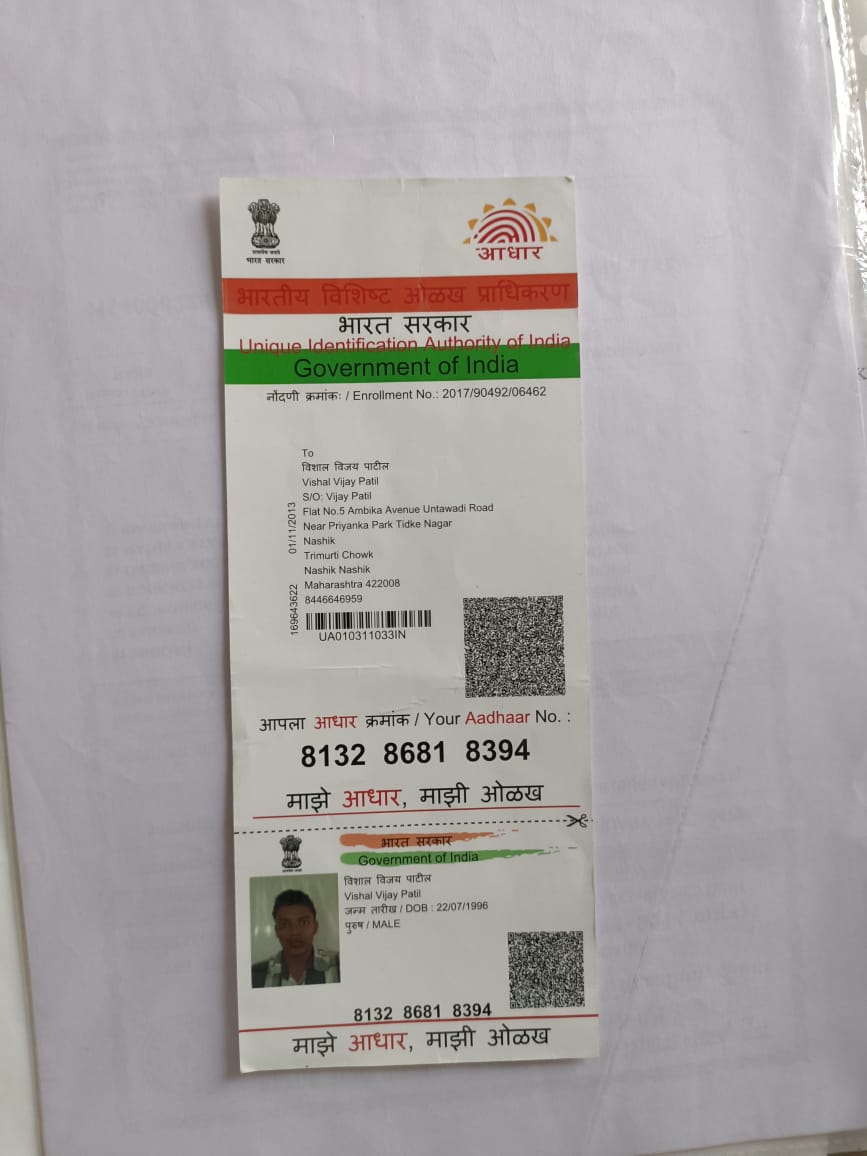 सत्यमेव जयते
भारत सरकार
आधार
भारतीय विशिष्ट ओळख प्राधिकरण
भारत सरकार
Unique Identification Authority of India
Government of India
नोंदणी क्रमांक: / Enrollment No.: 2017/90492/06462
To
विशाल विजय पाटील
Vishal Vijay Patil
S/O: Vijay Patil
Flat No.5 Ambika Avenue Untawadi Road
Near Priyanka Park Tidke Nagar
Nashik
Trimurti Chowk
Nashik Nashik
Maharashtra 422008
8446646959
01/11/2013
169643622
UA010311033IN
आपला आधार क्रमांक / Your Aadhaar No. :
8132 8681 8394
माझे आधार, माझी ओळख
भारत सरकार
Government of India
विशाल विजय पाटील
Vishal Vijay Patil
जन्म तारीख / DOB : 22/07/1996
पुरुष / MALE
8132 8681 8394
माझे आधार, माझी ओळख